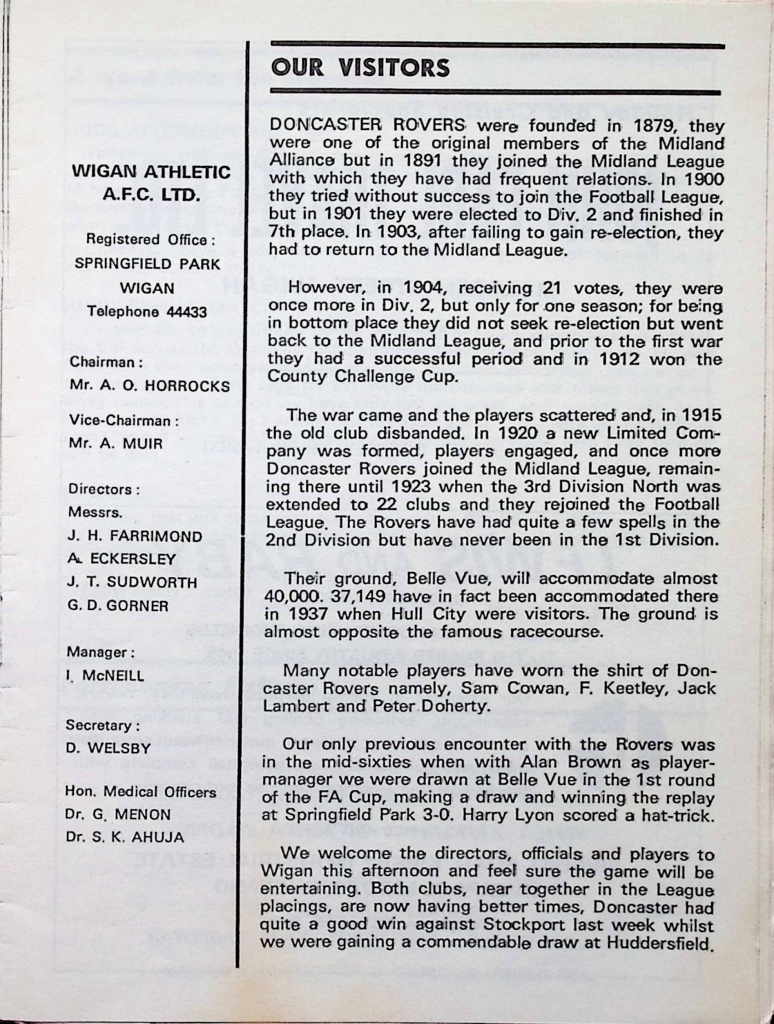 WIGAN ATHLETIC
A.F.C. LTD.
Registered Office :
SPRINGFIELD PARK
WIGAN
Telephone 44433
Chairman :
Mr. A. O. HORROCKS
Vice-Chairman :
Mr. A. MUIR
Directors :
Messrs.
J. H. FARRIMOND
A. ECKERSLEY
J. T. SUDWORTH
G. D. GORNER
Manager :
I. McNEILL
Secretary :
D. WELSBY
Hon. Medical Officers
Dr. G. MENON
Dr. S. K. AHUJA
OUR VISITORS
DONCASTER ROVERS were founded in 1879, they
were one of the original members of the Midland
Alliance but in 1891 they joined the Midland League
with which they have had frequent relations. In 1900
they tried without success to join the Football League,
but in 1901 they were elected to Div. 2 and finished in
7th place. In 1903, after failing to gain re-election, they
had to return to the Midland League.
However, in 1904, receiving 21 votes, they were
once more in Div. 2, but only for one season; for being
in bottom place they did not seek re-election but went
back to the Midland League, and prior to the first war
they had a successful period and in 1912 won the
County Challenge Cup.
The war came and the players scattered and, in 1915
the old club disbanded. In 1920 a new Limited Com-
pany was formed, players engaged, and once more
Doncaster Rovers joined the Midland League, remain-
ing there until 1923 when the 3rd Division North was
extended to 22 clubs and they rejoined the Football
League. The Rovers have had quite a few spells in the
2nd Division but have never been in the 1st Division.
Their ground, Belle Vue, will accommodate almost
40,000. 37,149 have in fact been accommodated there
in 1937 when Hull City were visitors. The ground is
almost opposite the famous racecourse.
Many notable players have worn the shirt of Don-
caster Rovers namely, Sam Cowan, F. Keetley, Jack
Lambert and Peter Doherty.
Our only previous encounter with the Rovers was
in the mid-sixties when with Alan Brown as player-
manager we were drawn at Belle Vue in the 1st round
of the FA Cup, making a draw and winning the replay
at Springfield Park 3-0. Harry Lyon scored a hat-trick.
We welcome the directors, officials and players to
Wigan this afternoon and feel sure the game will be
entertaining. Both clubs, near together in the League
placings, are now having better times, Doncaster had
quite a good win against Stockport last week whilst
we were gaining a commendable draw at Huddersfield.